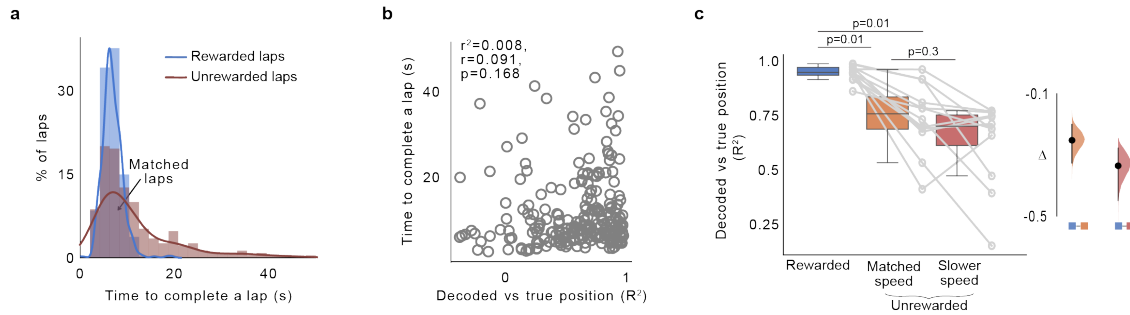 a
% of laps
30
15
0
Rewarded laps
Unrewarded laps
Matched
laps
0
20
40
Time to complete a lap (s)
b
r²=0.008,
r=0.091,
p=0.168
Time to complete a lap (s)
40
20
0
1
Decoded vs true position (R²)
c
p=0.01
p=0.01
p=0.3
Decoded vs true position
(R²)
1.0
0.75
0.5
0.25
Rewarded
Matched
speed
Slower
speed
Unrewarded
-0.1
Δ
-0.5